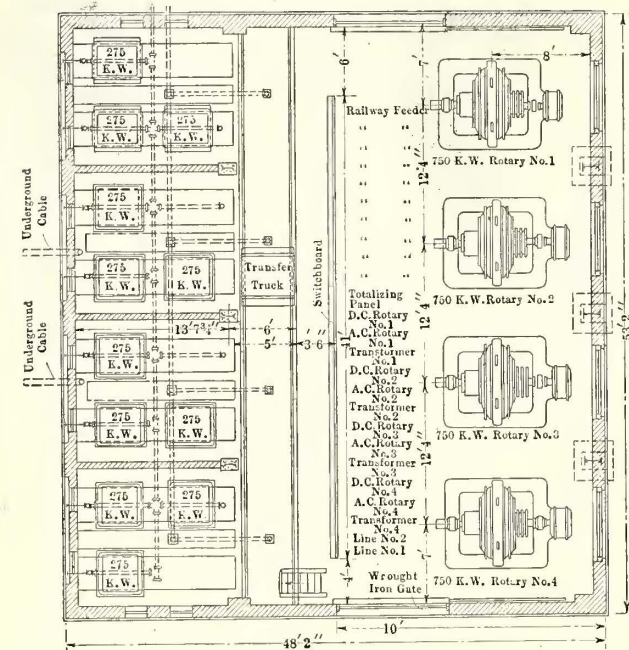 275
K.W.
275
K.W.
275
K.W.
275
K.W.
275
K.W.
275
K.W.
275
K.W.
275
K.W.
275
K.W.
275
K.W.
275
K.W.
275
K.W.
Underground
Cable
Underground
Cable
Transfer
Truck
13'7¾"
6'
5'
3'6
Switchboard
41'
6'
4'
Railway Feeder
" "
" "
" "
" "
" "
" "
" "
" "
" "
Totalizing
Panel
D.C.Rotary
No.1
A.C.Rotary
No.1
Transformer
No.1
D.C.Rotary
No.2
A.C.Rotary
No.2
Transformer
No.2
D.C.Rotary
No.3
A.C.Rotary
No.3
Transformer
No.3
D.C.Rotary
No.4
A.C.Rotary
No.4
Transformer
No.4
Line No.2
Line No.1
Wrought
Iron Gate
7'
12'4"
12'4"
12'4"
7'
8'
750 K.W. Rotary No.1
750 K.W. Rotary No.2
750 K.W. Rotary No.3
750 K.W. Rotary No.4
53'2"
10'
48'2"